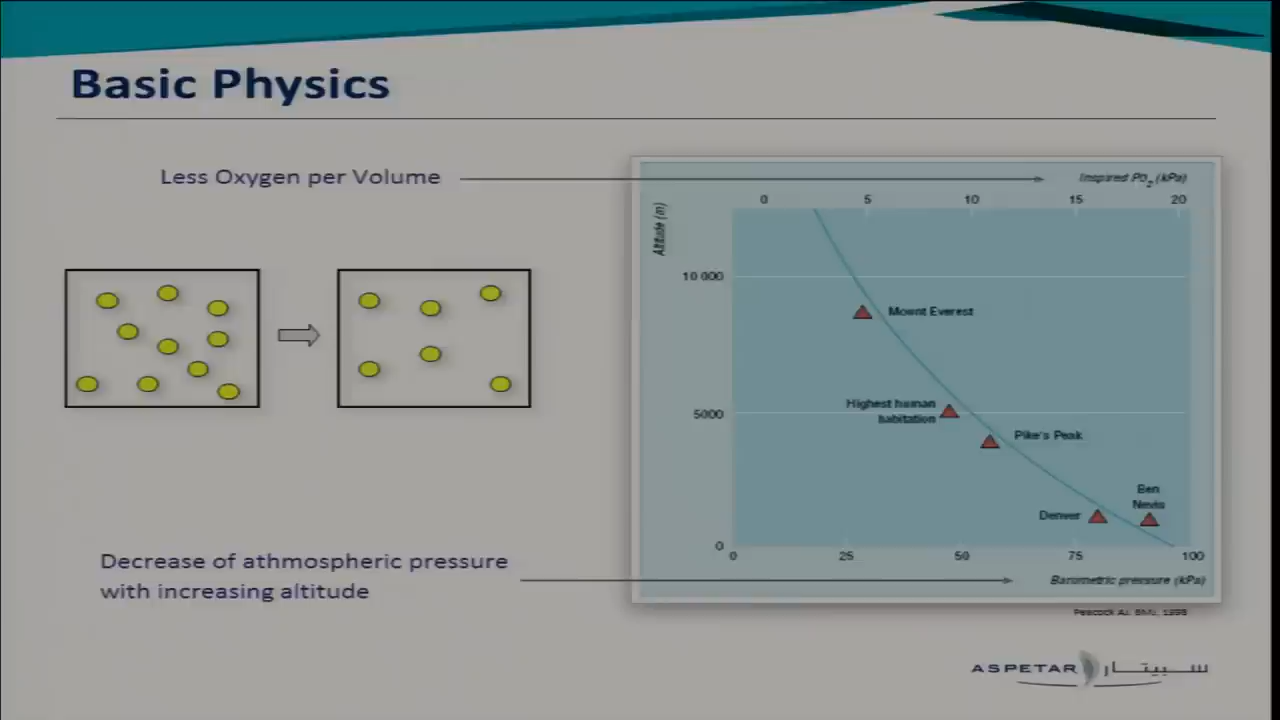 Basic Physics
Less Oxygen per Volume
Inspired PO2 (kPa)
0 5 10 15 20
Altitude (m)
10 000
Mount Everest
Highest human
habitation
5000
Pike's Peak
Ben
Nevis
Denver
0
0 25 50 75 100
Barometric pressure (kPa)
Decrease of athmospheric pressure
with increasing altitude
Peacock AJ. BMJ, 1998
ASPETAR سبيتار